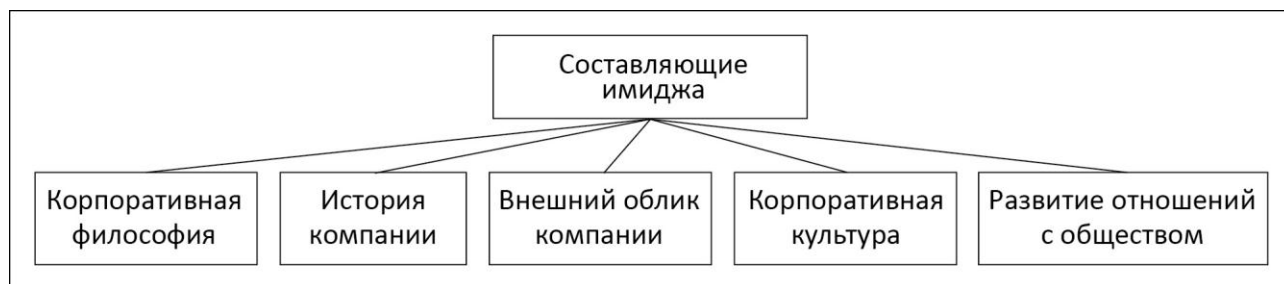 Составляющие
имиджа
Корпоративная
философия
История
компании
Внешний облик
компании
Корпоративная
культура
Развитие отношений
с обществом